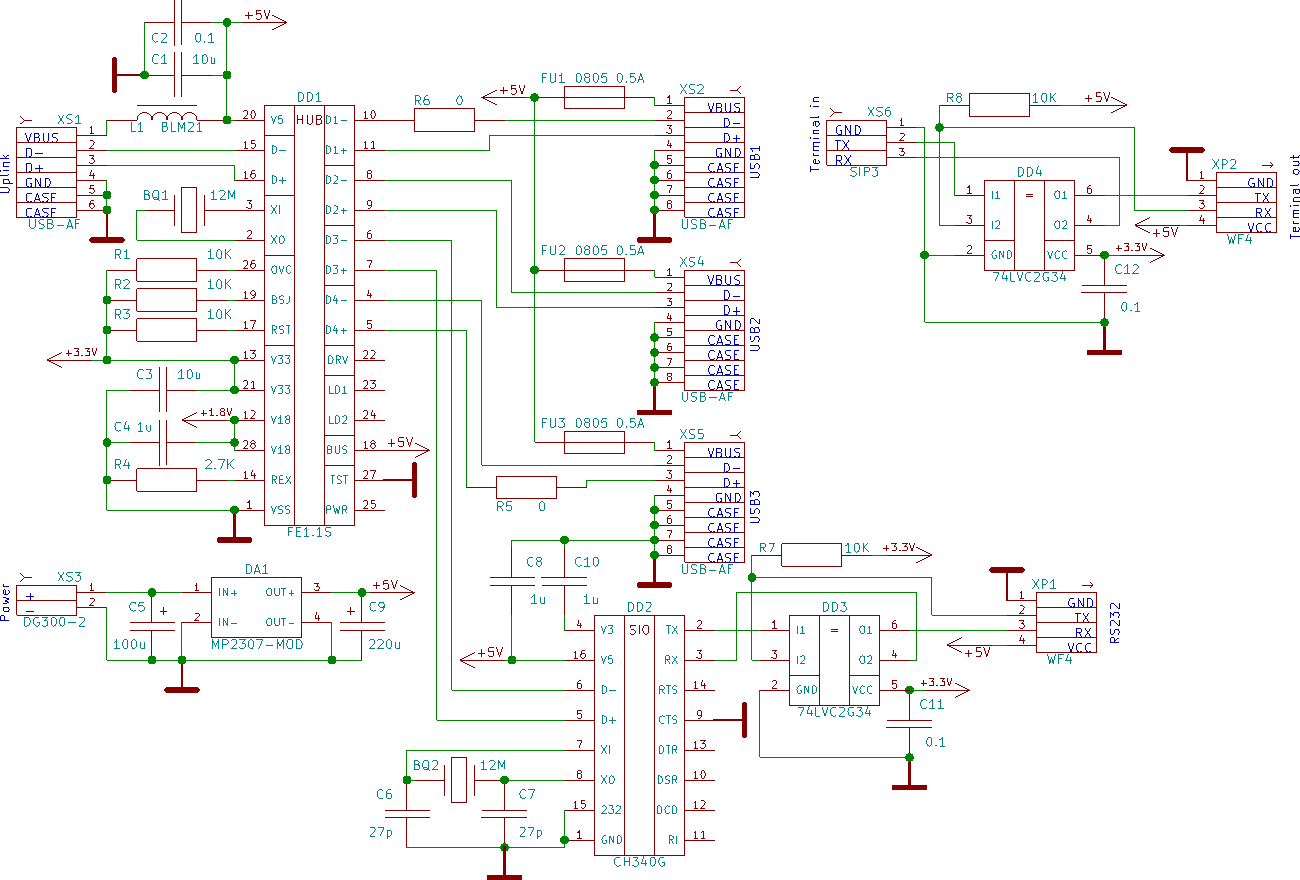 C2 0.1
+5V
C1 10u
L1 BLM21
XS1
VBUS 1
D- 2
D+ 3
GND 4
CASE 5
CASE 6
USB-AF
Uplink
BQ1 12M
R1 10K
R2 10K
R3 10K
+3.3V
C3 10u
+1.8V
C4 1u
R4 2.7K
DD1
HUB
20 V5 D1- 10
15 D- D1+ 11
16 D+ D2- 8
3 XI D2+ 9
2 XO D3- 6
26 OVC D3+ 7
19 BSJ D4- 4
17 RST D4+ 5
13 V33 DRV 22
21 V33 LD1 23
12 V18 LD2 24
28 V18 BUS 18
14 REX TST 27
1 VSS PWR 25
FE1.1S
+5V
R6 0
+5V
FU1 0805 0.5A
XS2
1 VBUS
2 D-
3 D+
4 GND
5 CASE
6 CASE
7 CASE
8 CASE
USB-AF
USB1
FU2 0805 0.5A
XS4
1 VBUS
2 D-
3 D+
4 GND
5 CASE
6 CASE
7 CASE
8 CASE
USB-AF
USB2
FU3 0805 0.5A
XS5
1 VBUS
2 D-
3 D+
4 GND
5 CASE
6 CASE
7 CASE
8 CASE
USB-AF
USB3
R5 0
Terminal in
XS6
GND 1
TX 2
RX 3
SIP3
R8 10K
+5V
DD4
=
1 I1 O1 6
3 I2 O2 4
2 GND VCC 5
74LVC2G34
+3.3V
C12
0.1
XP2
1 GND
2 TX
3 RX
4 VCC
WF4
+5V
Terminal out
Power
XS3
+ 1
- 2
DG300-2
C5
+
100u
DA1
1 IN+ OUT+ 3
2 IN- OUT- 4
MP2307-MOD
+5V
C9
+
220u
C8 C10
1u 1u
+5V
DD2
SIO
4 V3 TX 2
16 V5 RX 3
6 D- RTS 14
5 D+ CTS 9
7 XI DTR 13
8 XO DSR 10
15 232 DCD 12
1 GND RI 11
CH340G
BQ2 12M
C6 C7
27p 27p
R7 10K
+3.3V
DD3
=
1 I1 O1 6
3 I2 O2 4
2 GND VCC 5
74LVC2G34
+3.3V
C11
0.1
XP1
1 GND
2 TX
3 RX
4 VCC
WF4
+5V
RS232